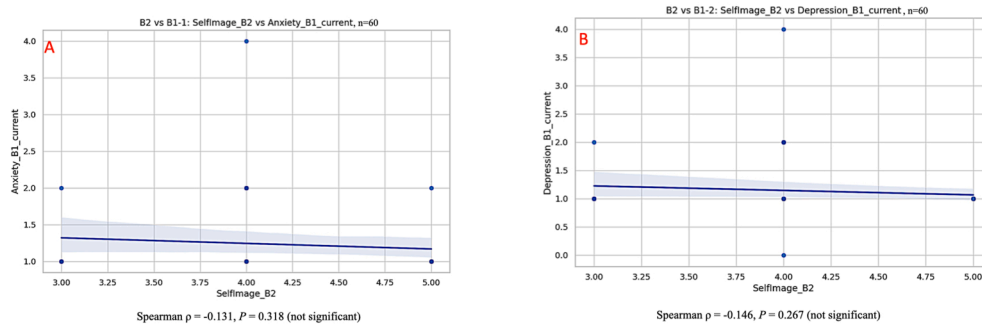 B2 vs B1-1: SelfImage_B2 vs Anxiety_B1_current, n=60
A
4.0
3.5
3.0
2.5
2.0
1.5
1.0
Anxiety_B1_current
3.00 3.25 3.50 3.75 4.00 4.25 4.50 4.75 5.00
SelfImage_B2
Spearman ρ = -0.131, P = 0.318 (not significant)
B2 vs B1-2: SelfImage_B2 vs Depression_B1_current, n=60
B
4.0
3.5
3.0
2.5
2.0
1.5
1.0
0.5
0.0
Depression_B1_current
3.00 3.25 3.50 3.75 4.00 4.25 4.50 4.75 5.00
SelfImage_B2
Spearman ρ = -0.146, P = 0.267 (not significant)